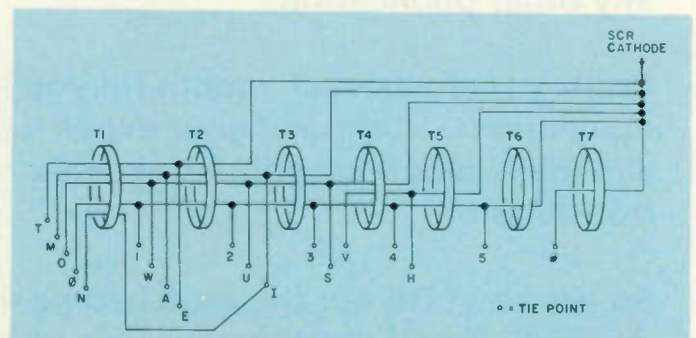 SCR
CATHODE
T1 T2 T3 T4 T5 T6 T7
T
M
O
Ø
N
1
W
A
E
2
U
I
3
S
V
4
H
5
#
o = TIE POINT